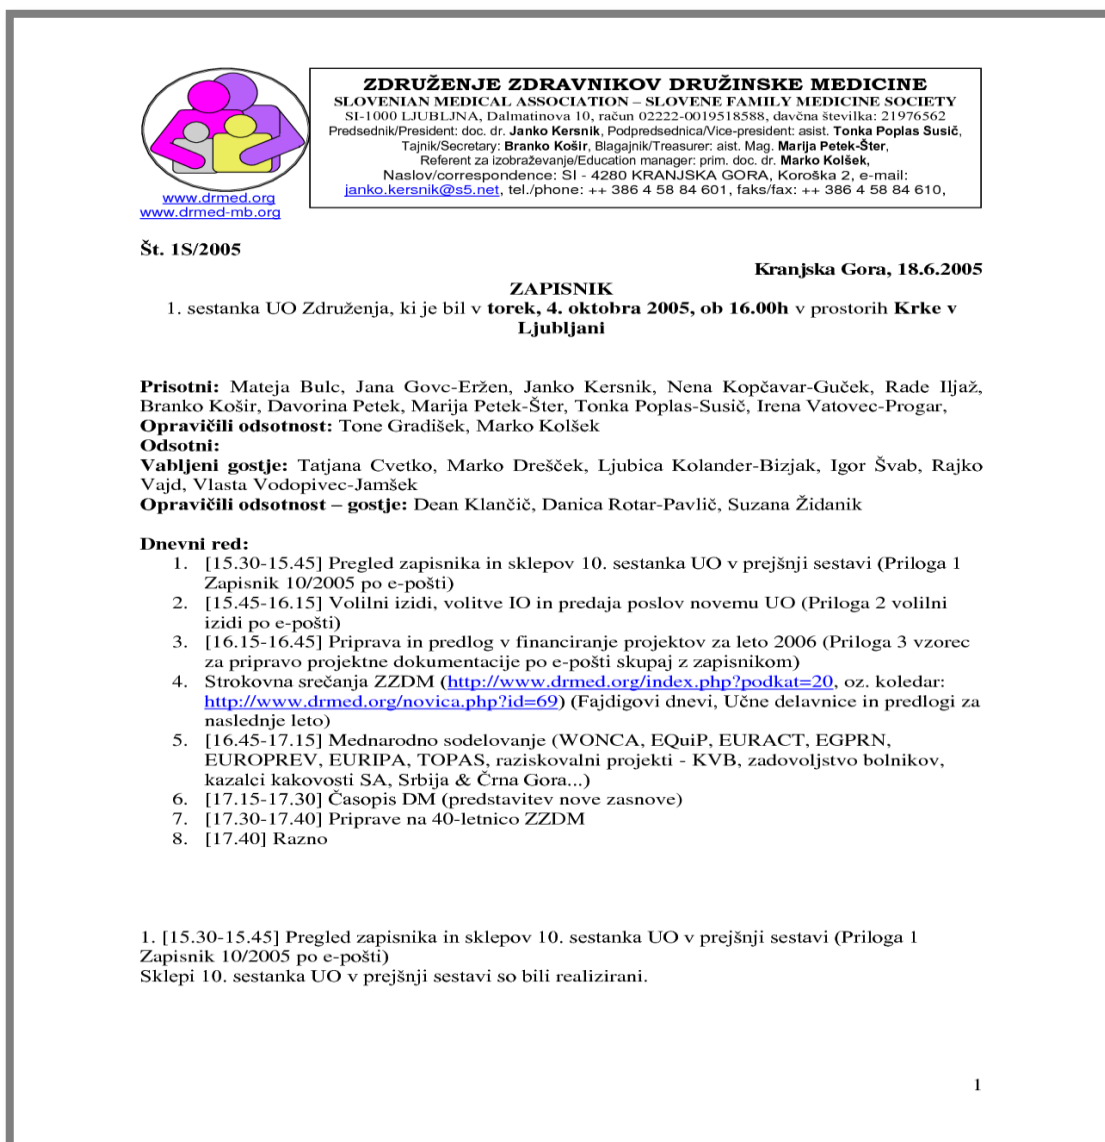 ZDRUŽENJE ZDRAVNIKOV DRUŽINSKE MEDICINE
SLOVENIAN MEDICAL ASSOCIATION – SLOVENE FAMILY MEDICINE SOCIETY
SI-1000 LJUBLJNA, Dalmatinova 10, račun 02222-0019518588, davčna številka: 21976562
Predsednik/President: doc. dr. Janko Kersnik, Podpredsednica/Vice-president: asist. Tonka Poplas Susič,
Tajnik/Secretary: Branko Košir, Blagajnik/Treasurer: aist. Mag. Marija Petek-Šter,
Referent za izobraževanje/Education manager: prim. doc. dr. Marko Kolšek,
Naslov/correspondence: SI - 4280 KRANJSKA GORA, Koroška 2, e-mail:
janko.kersnik@s5.net, tel./phone: ++ 386 4 58 84 601, faks/fax: ++ 386 4 58 84 610,
www.drmed.org
www.drmed-mb.org
Št. 1S/2005
Kranjska Gora, 18.6.2005
ZAPISNIK
1. sestanka UO Združenja, ki je bil v torek, 4. oktobra 2005, ob 16.00h v prostorih Krke v
Ljubljani
Prisotni: Mateja Bulc, Jana Govc-Eržen, Janko Kersnik, Nena Kopčavar-Guček, Rade Iljaž,
Branko Košir, Davorina Petek, Marija Petek-Šter, Tonka Poplas-Susič, Irena Vatovec-Progar,
Opravičili odsotnost: Tone Gradišek, Marko Kolšek
Odsotni:
Vabljeni gostje: Tatjana Cvetko, Marko Drešček, Ljubica Kolander-Bizjak, Igor Švab, Rajko
Vajd, Vlasta Vodopivec-Jamšek
Opravičili odsotnost – gostje: Dean Klančič, Danica Rotar-Pavlič, Suzana Židanik
Dnevni red:
1. [15.30-15.45] Pregled zapisnika in sklepov 10. sestanka UO v prejšnji sestavi (Priloga 1
Zapisnik 10/2005 po e-pošti)
2. [15.45-16.15] Volilni izidi, volitve IO in predaja poslov novemu UO (Priloga 2 volilni
izidi po e-pošti)
3. [16.15-16.45] Priprava in predlog v financiranje projektov za leto 2006 (Priloga 3 vzorec
za pripravo projektne dokumentacije po e-pošti skupaj z zapisnikom)
4. Strokovna srečanja ZZDM (http://www.drmed.org/index.php?podkat=20, oz. koledar:
http://www.drmed.org/novica.php?id=69) (Fajdigovi dnevi, Učne delavnice in predlogi za
naslednje leto)
5. [16.45-17.15] Mednarodno sodelovanje (WONCA, EQuiP, EURACT, EGPRN,
EUROPREV, EURIPA, TOPAS, raziskovalni projekti - KVB, zadovoljstvo bolnikov,
kazalci kakovosti SA, Srbija & Črna Gora...)
6. [17.15-17.30] Časopis DM (predstavitev nove zasnove)
7. [17.30-17.40] Priprave na 40-letnico ZZDM
8. [17.40] Razno
1. [15.30-15.45] Pregled zapisnika in sklepov 10. sestanka UO v prejšnji sestavi (Priloga 1
Zapisnik 10/2005 po e-pošti)
Sklepi 10. sestanka UO v prejšnji sestavi so bili realizirani.
1